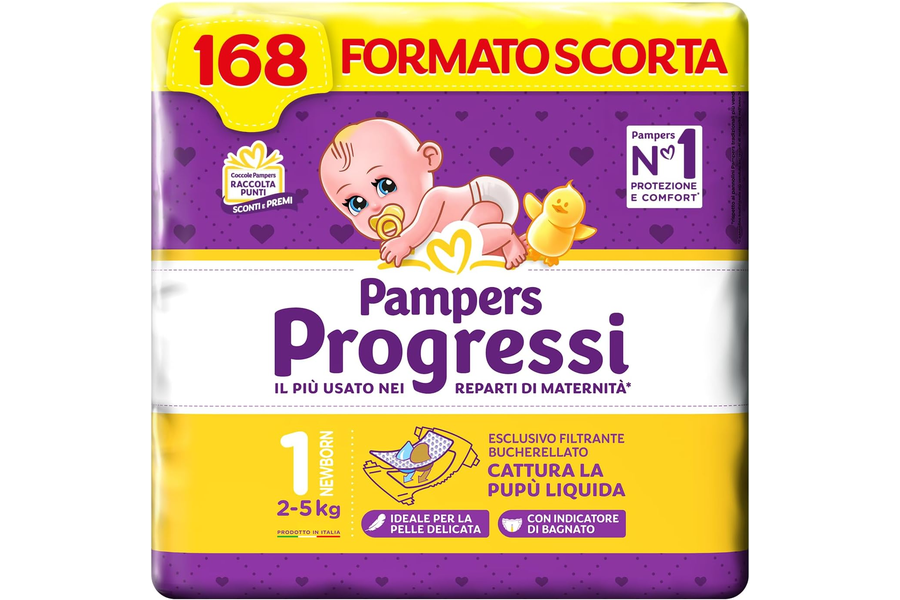 168 FORMATO SCORTA
Coccole Pampers
RACCOLTA
PUNTI
SCONTI E PREMI
Pampers
N°1
PROTEZIONE
E COMFORT*
Pampers
Progressi
IL PIÙ USATO NEI REPARTI DI MATERNITÀ*
1
NEWBORN
2-5 kg
PRODOTTO IN ITALIA
ESCLUSIVO FILTRANTE
BUCHERELLATO
CATTURA LA
PUPÙ LIQUIDA
IDEALE PER LA
PELLE DELICATA
CON INDICATORE
DI BAGNATO